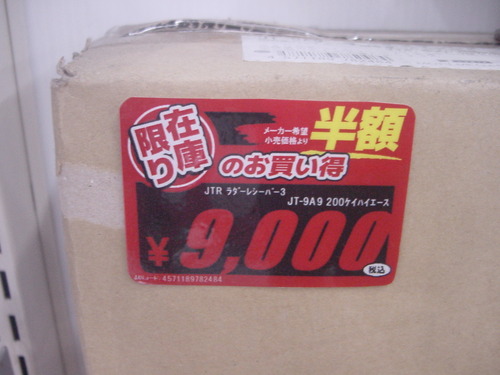 在庫
限り
メーカー希望
小売価格より
半額
のお買い得
JTR ラダーレシーバー3
JT-9A9 200ケイハイエース
¥9,000
税込
4571189782484